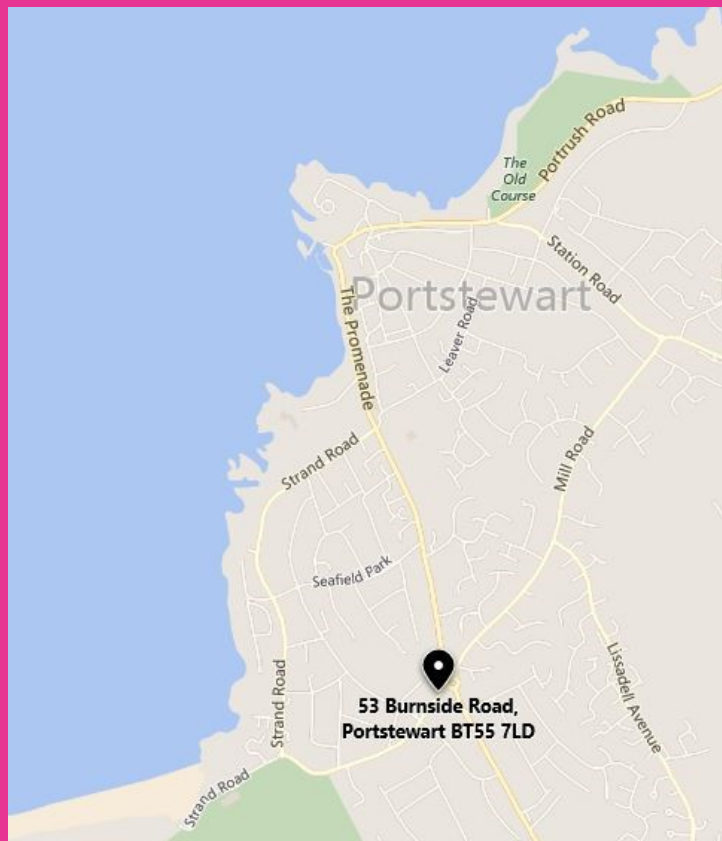 Portrush Road
The
Old
Course
Station Road
Portstewart
The Promenade
Leaver Road
Strand Road
Mill Road
Seafield Park
Lissadell Avenue
Strand Road
53 Burnside Road,
Portstewart BT55 7LD
Strand Road